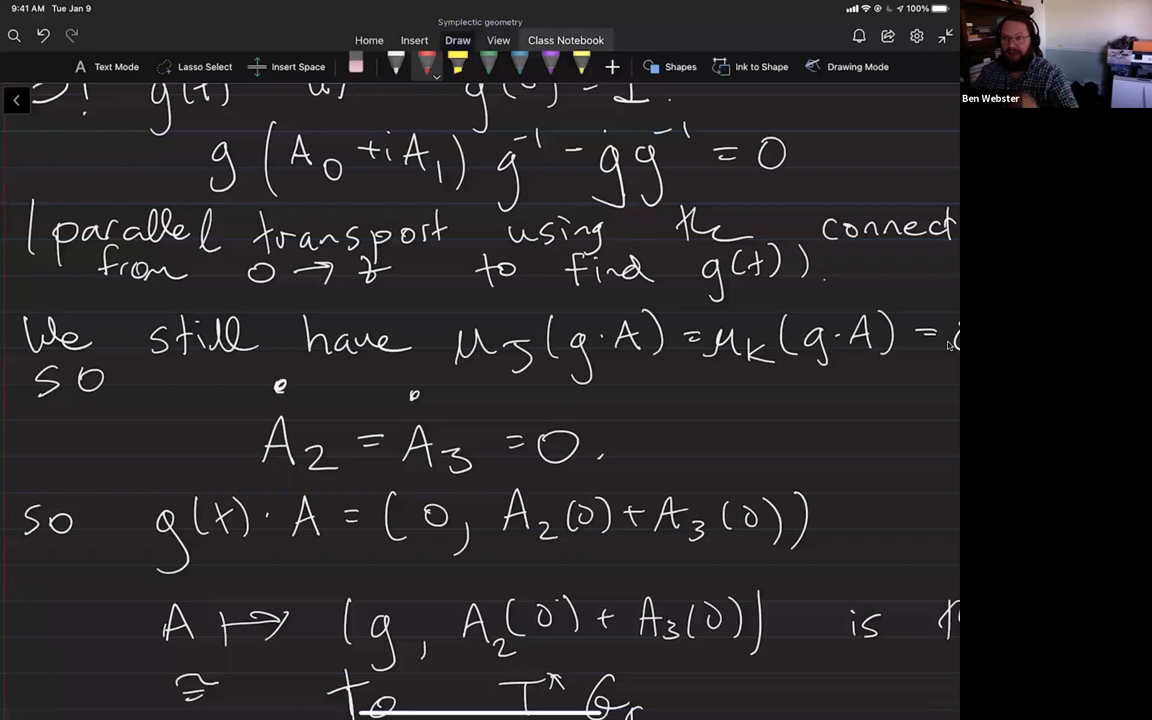 9:41 AM Tue Jan 9
100%
Symplectic geometry
Home Insert Draw View Class Notebook
Text Mode Lasso Select Insert Space Shapes Ink to Shape Drawing Mode
Ben Webster
g(t) w/ g(0) = 1.
g (A₀ + iA₁) g⁻¹ - ġg⁻¹ = 0
(parallel transport using the connect
from 0 → z to find g(t)).
We still have μ_J(g·A) = μ_K(g·A) =
so
Ȧ₂ = Ȧ₃ = 0.
so g(t)·A = (0, A₂(0) + A₃(0))
A ↦ (g, A₂(0) + A₃(0)) is
≅ to T*G